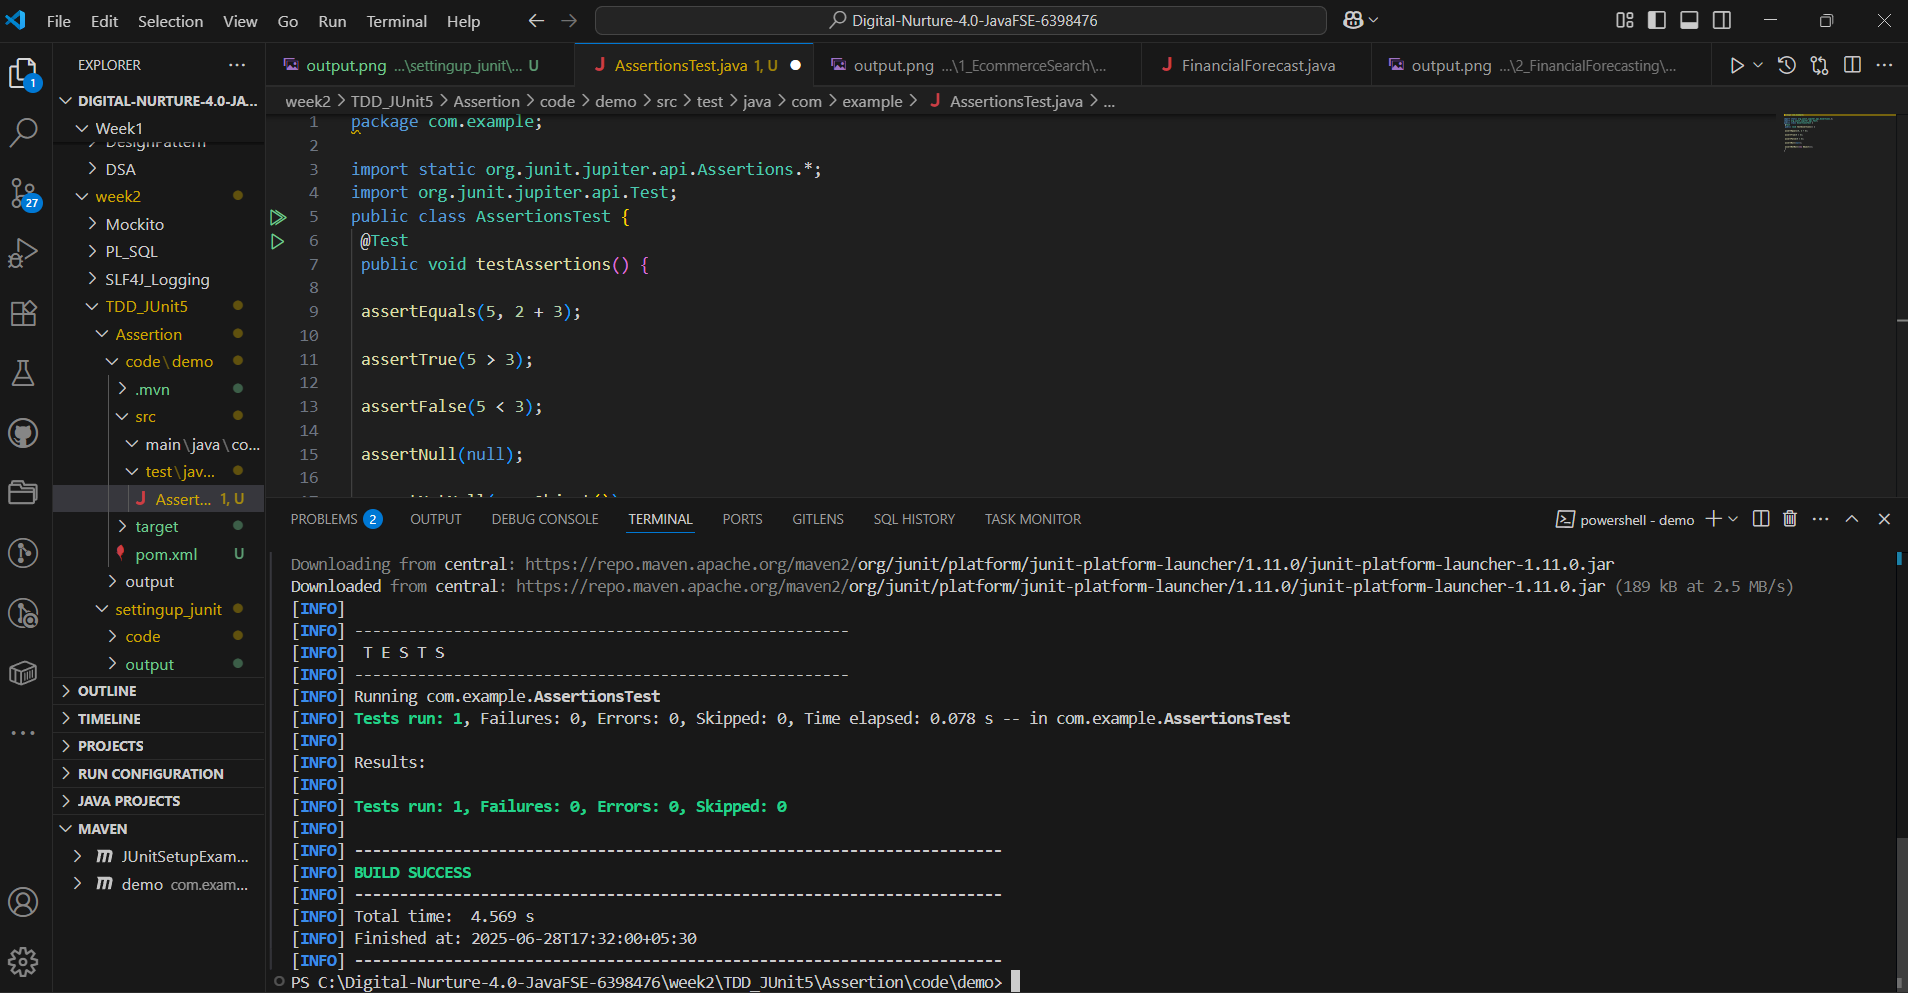 File Edit Selection View Go Run Terminal Help
Digital-Nurture-4.0-JavaFSE-6398476
EXPLORER
DIGITAL-NURTURE-4.0-JA...
Week1
DesignPattern
DSA
week2
Mockito
PL_SQL
SLF4J_Logging
TDD_JUnit5
Assertion
code\demo
.mvn
src
main\java\co...
test\jav...
Assert... 1, U
target
pom.xml U
output
settingup_junit
code
output
OUTLINE
TIMELINE
PROJECTS
RUN CONFIGURATION
JAVA PROJECTS
MAVEN
JUnitSetupExam...
demo com.exam...
1
27
output.png ...\settingup_junit\... U
AssertionsTest.java 1, U
output.png ...\1_EcommerceSearch\...
FinancialForecast.java
output.png ...\2_FinancialForecasting\...
week2 > TDD_JUnit5 > Assertion > code > demo > src > test > java > com > example > AssertionsTest.java > ...
1 package com.example;
2
3 import static org.junit.jupiter.api.Assertions.*;
4 import org.junit.jupiter.api.Test;
5 public class AssertionsTest {
6 @Test
7 public void testAssertions() {
8
9 assertEquals(5, 2 + 3);
10
11 assertTrue(5 > 3);
12
13 assertFalse(5 < 3);
14
15 assertNull(null);
16
PROBLEMS 2 OUTPUT DEBUG CONSOLE TERMINAL PORTS GITLENS SQL HISTORY TASK MONITOR
powershell - demo
Downloading from central: https://repo.maven.apache.org/maven2/org/junit/platform/junit-platform-launcher/1.11.0/junit-platform-launcher-1.11.0.jar
Downloaded from central: https://repo.maven.apache.org/maven2/org/junit/platform/junit-platform-launcher/1.11.0/junit-platform-launcher-1.11.0.jar (189 kB at 2.5 MB/s)
[INFO]
[INFO] -------------------------------------------------------
[INFO]  T E S T S
[INFO] -------------------------------------------------------
[INFO] Running com.example.AssertionsTest
[INFO] Tests run: 1, Failures: 0, Errors: 0, Skipped: 0, Time elapsed: 0.078 s -- in com.example.AssertionsTest
[INFO]
[INFO] Results:
[INFO]
[INFO] Tests run: 1, Failures: 0, Errors: 0, Skipped: 0
[INFO]
[INFO] ------------------------------------------------------------------------
[INFO] BUILD SUCCESS
[INFO] ------------------------------------------------------------------------
[INFO] Total time:  4.569 s
[INFO] Finished at: 2025-06-28T17:32:00+05:30
[INFO] ------------------------------------------------------------------------
PS C:\Digital-Nurture-4.0-JavaFSE-6398476\week2\TDD_JUnit5\Assertion\code\demo>